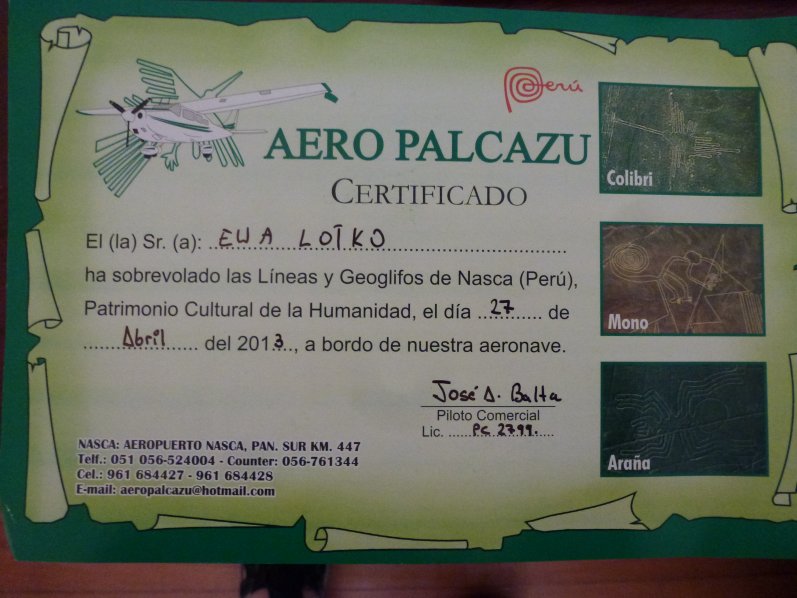 Perú
AERO PALCAZU
CERTIFICADO
El (la) Sr. (a): EWA LOTKO
ha sobrevolado las Líneas y Geoglifos de Nasca (Perú),
Patrimonio Cultural de la Humanidad, el día 27 de
Abril del 2013, a bordo de nuestra aeronave.
José A. Balta
Piloto Comercial
Lic. PC 2799.
NASCA: AEROPUERTO NASCA, PAN. SUR KM. 447
Telf.: 051 056-524004 - Counter: 056-761344
Cel.: 961 684427 - 961 684428
E-mail: aeropalcazu@hotmail.com
Colibri
Mono
Araña